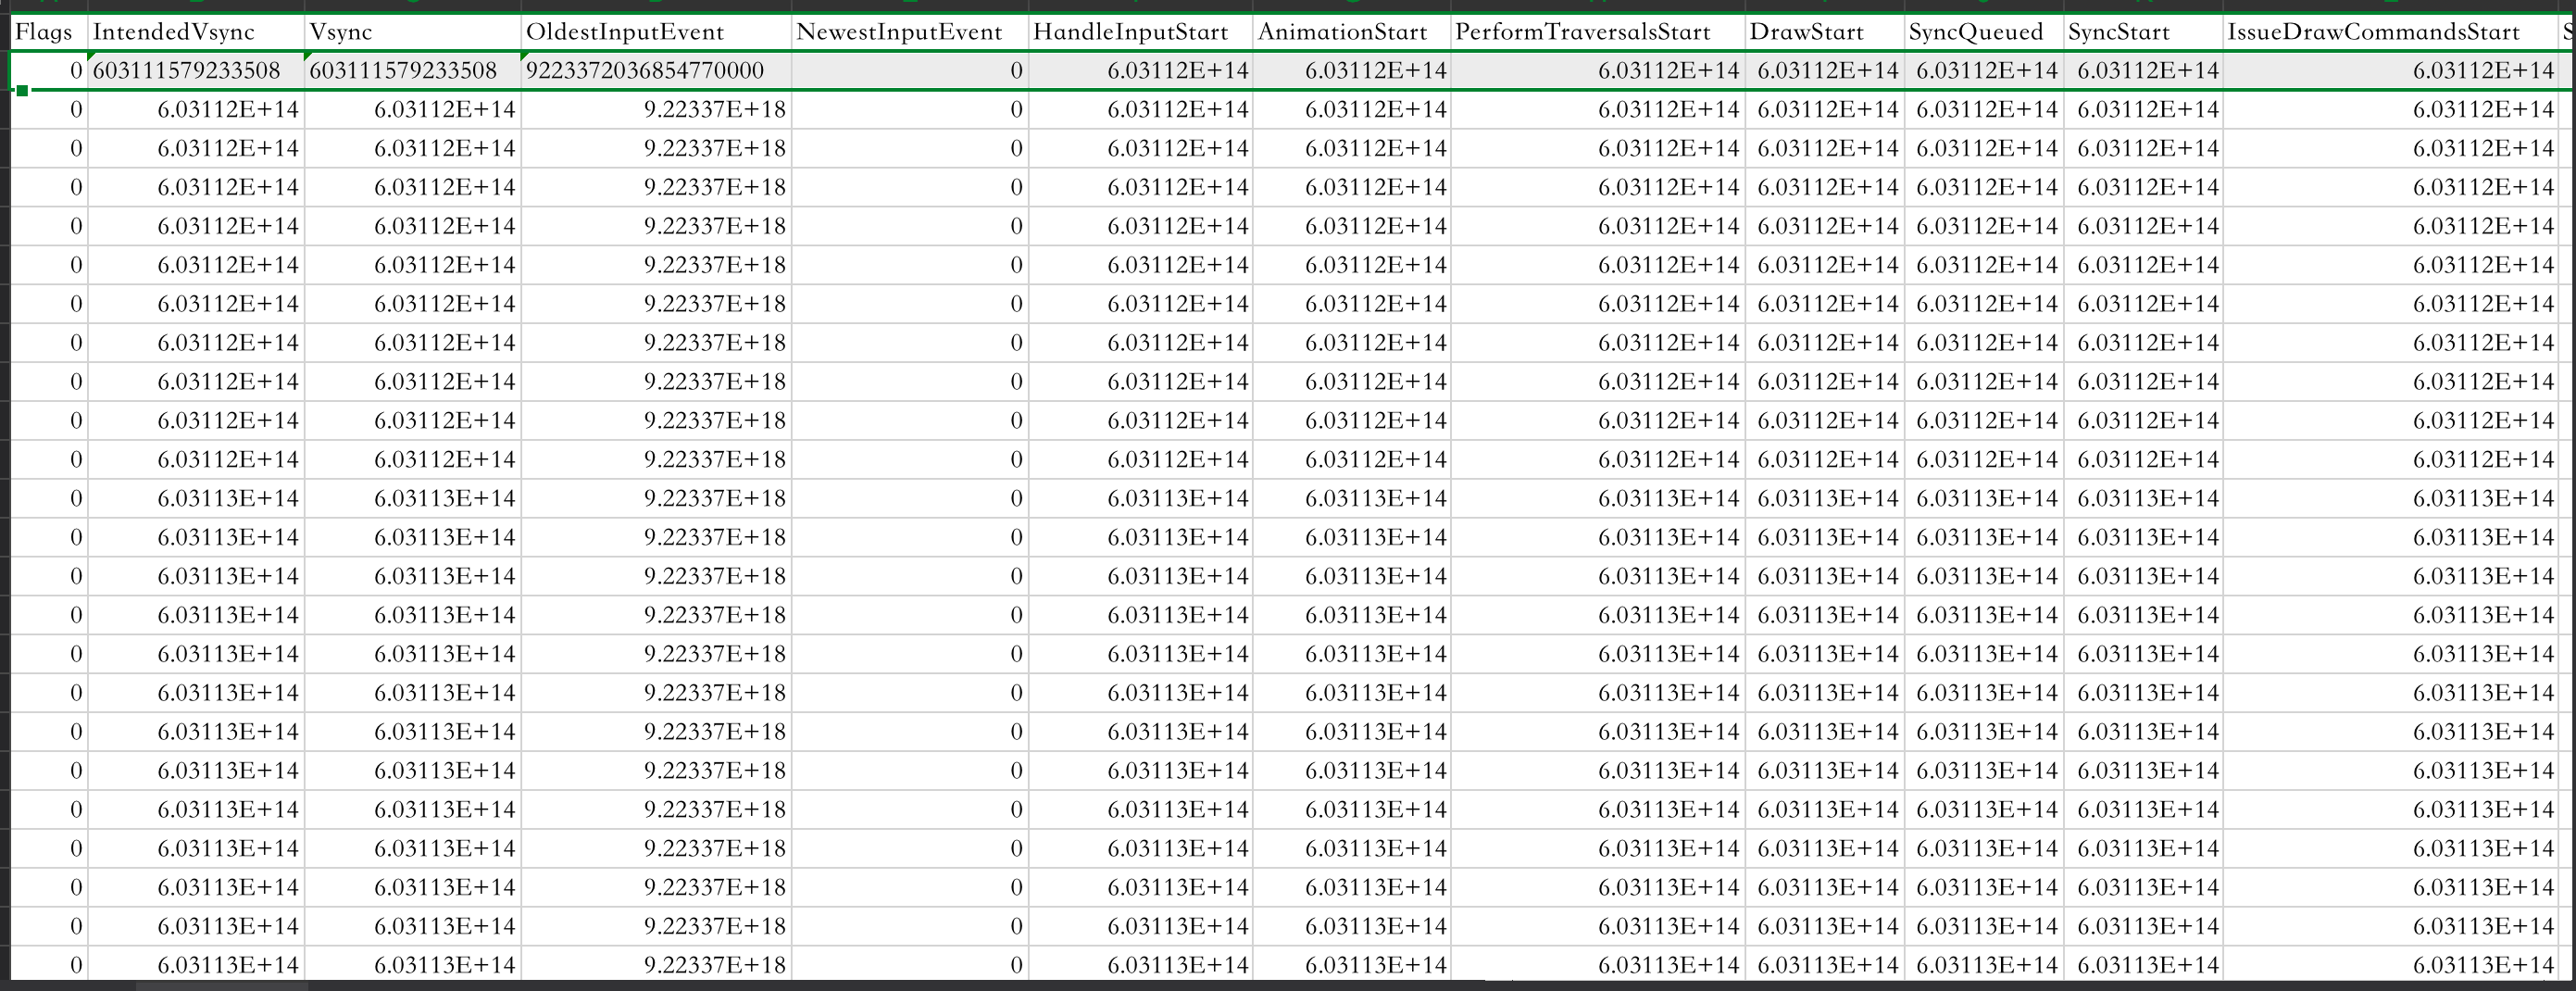 Flags IntendedVsync Vsync OldestInputEvent NewestInputEvent HandleInputStart AnimationStart PerformTraversalsStart DrawStart SyncQueued SyncStart IssueDrawCommandsStart S
0 603111579233508 603111579233508 9223372036854770000 0 6.03112E+14 6.03112E+14 6.03112E+14 6.03112E+14 6.03112E+14 6.03112E+14 6.03112E+14
0 6.03112E+14 6.03112E+14 9.22337E+18 0 6.03112E+14 6.03112E+14 6.03112E+14 6.03112E+14 6.03112E+14 6.03112E+14 6.03112E+14
0 6.03112E+14 6.03112E+14 9.22337E+18 0 6.03112E+14 6.03112E+14 6.03112E+14 6.03112E+14 6.03112E+14 6.03112E+14 6.03112E+14
0 6.03112E+14 6.03112E+14 9.22337E+18 0 6.03112E+14 6.03112E+14 6.03112E+14 6.03112E+14 6.03112E+14 6.03112E+14 6.03112E+14
0 6.03112E+14 6.03112E+14 9.22337E+18 0 6.03112E+14 6.03112E+14 6.03112E+14 6.03112E+14 6.03112E+14 6.03112E+14 6.03112E+14
0 6.03112E+14 6.03112E+14 9.22337E+18 0 6.03112E+14 6.03112E+14 6.03112E+14 6.03112E+14 6.03112E+14 6.03112E+14 6.03112E+14
0 6.03112E+14 6.03112E+14 9.22337E+18 0 6.03112E+14 6.03112E+14 6.03112E+14 6.03112E+14 6.03112E+14 6.03112E+14 6.03112E+14
0 6.03112E+14 6.03112E+14 9.22337E+18 0 6.03112E+14 6.03112E+14 6.03112E+14 6.03112E+14 6.03112E+14 6.03112E+14 6.03112E+14
0 6.03112E+14 6.03112E+14 9.22337E+18 0 6.03112E+14 6.03112E+14 6.03112E+14 6.03112E+14 6.03112E+14 6.03112E+14 6.03112E+14
0 6.03112E+14 6.03112E+14 9.22337E+18 0 6.03112E+14 6.03112E+14 6.03112E+14 6.03112E+14 6.03112E+14 6.03112E+14 6.03112E+14
0 6.03112E+14 6.03112E+14 9.22337E+18 0 6.03112E+14 6.03112E+14 6.03112E+14 6.03112E+14 6.03112E+14 6.03112E+14 6.03112E+14
0 6.03113E+14 6.03113E+14 9.22337E+18 0 6.03113E+14 6.03113E+14 6.03113E+14 6.03113E+14 6.03113E+14 6.03113E+14 6.03113E+14
0 6.03113E+14 6.03113E+14 9.22337E+18 0 6.03113E+14 6.03113E+14 6.03113E+14 6.03113E+14 6.03113E+14 6.03113E+14 6.03113E+14
0 6.03113E+14 6.03113E+14 9.22337E+18 0 6.03113E+14 6.03113E+14 6.03113E+14 6.03113E+14 6.03113E+14 6.03113E+14 6.03113E+14
0 6.03113E+14 6.03113E+14 9.22337E+18 0 6.03113E+14 6.03113E+14 6.03113E+14 6.03113E+14 6.03113E+14 6.03113E+14 6.03113E+14
0 6.03113E+14 6.03113E+14 9.22337E+18 0 6.03113E+14 6.03113E+14 6.03113E+14 6.03113E+14 6.03113E+14 6.03113E+14 6.03113E+14
0 6.03113E+14 6.03113E+14 9.22337E+18 0 6.03113E+14 6.03113E+14 6.03113E+14 6.03113E+14 6.03113E+14 6.03113E+14 6.03113E+14
0 6.03113E+14 6.03113E+14 9.22337E+18 0 6.03113E+14 6.03113E+14 6.03113E+14 6.03113E+14 6.03113E+14 6.03113E+14 6.03113E+14
0 6.03113E+14 6.03113E+14 9.22337E+18 0 6.03113E+14 6.03113E+14 6.03113E+14 6.03113E+14 6.03113E+14 6.03113E+14 6.03113E+14
0 6.03113E+14 6.03113E+14 9.22337E+18 0 6.03113E+14 6.03113E+14 6.03113E+14 6.03113E+14 6.03113E+14 6.03113E+14 6.03113E+14
0 6.03113E+14 6.03113E+14 9.22337E+18 0 6.03113E+14 6.03113E+14 6.03113E+14 6.03113E+14 6.03113E+14 6.03113E+14 6.03113E+14
0 6.03113E+14 6.03113E+14 9.22337E+18 0 6.03113E+14 6.03113E+14 6.03113E+14 6.03113E+14 6.03113E+14 6.03113E+14 6.03113E+14
0 6.03113E+14 6.03113E+14 9.22337E+18 0 6.03113E+14 6.03113E+14 6.03113E+14 6.03113E+14 6.03113E+14 6.03113E+14 6.03113E+14
0 6.03113E+14 6.03113E+14 9.22337E+18 0 6.03113E+14 6.03113E+14 6.03113E+14 6.03113E+14 6.03113E+14 6.03113E+14 6.03113E+14